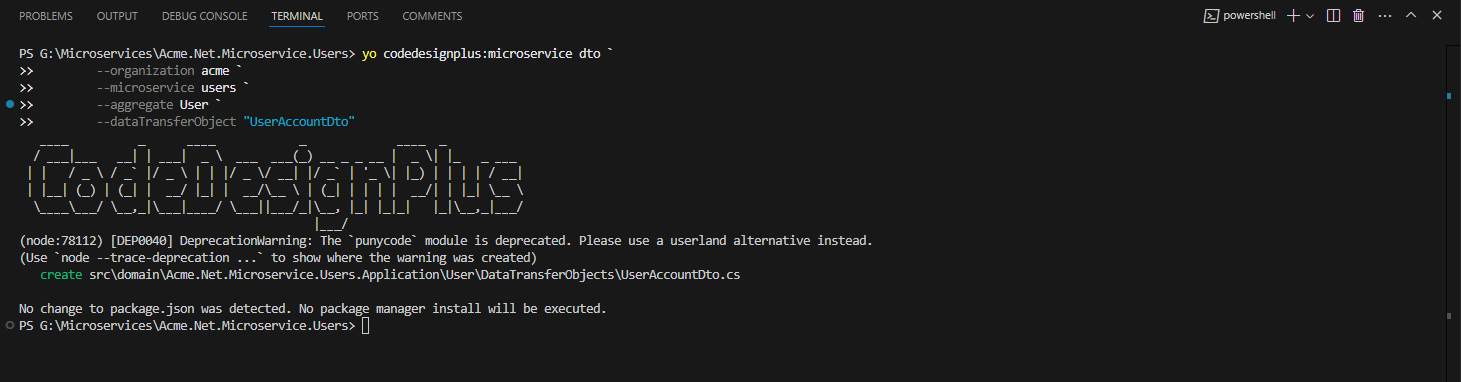 PROBLEMS OUTPUT DEBUG CONSOLE TERMINAL PORTS COMMENTS powershell
PS G:\Microservices\Acme.Net.Microservice.Users> yo codedesignplus:microservice dto `
>> --organization acme `
>> --microservice users `
>> --aggregate User `
>> --dataTransferObject "UserAccountDto"
CodeDesignPlus
(node:78112) [DEP0040] DeprecationWarning: The `punycode` module is deprecated. Please use a userland alternative instead.
(Use `node --trace-deprecation ...` to show where the warning was created)
create src\domain\Acme.Net.Microservice.Users.Application\User\DataTransferObjects\UserAccountDto.cs
No change to package.json was detected. No package manager install will be executed.
PS G:\Microservices\Acme.Net.Microservice.Users>